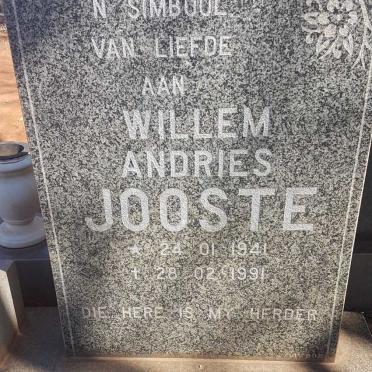 'N SIMBOOL
VAN LIEFDE
AAN
WILLEM
ANDRIES
JOOSTE
* 24.01.1941
† 28.02.1991
DIE HERE IS MY HERDER